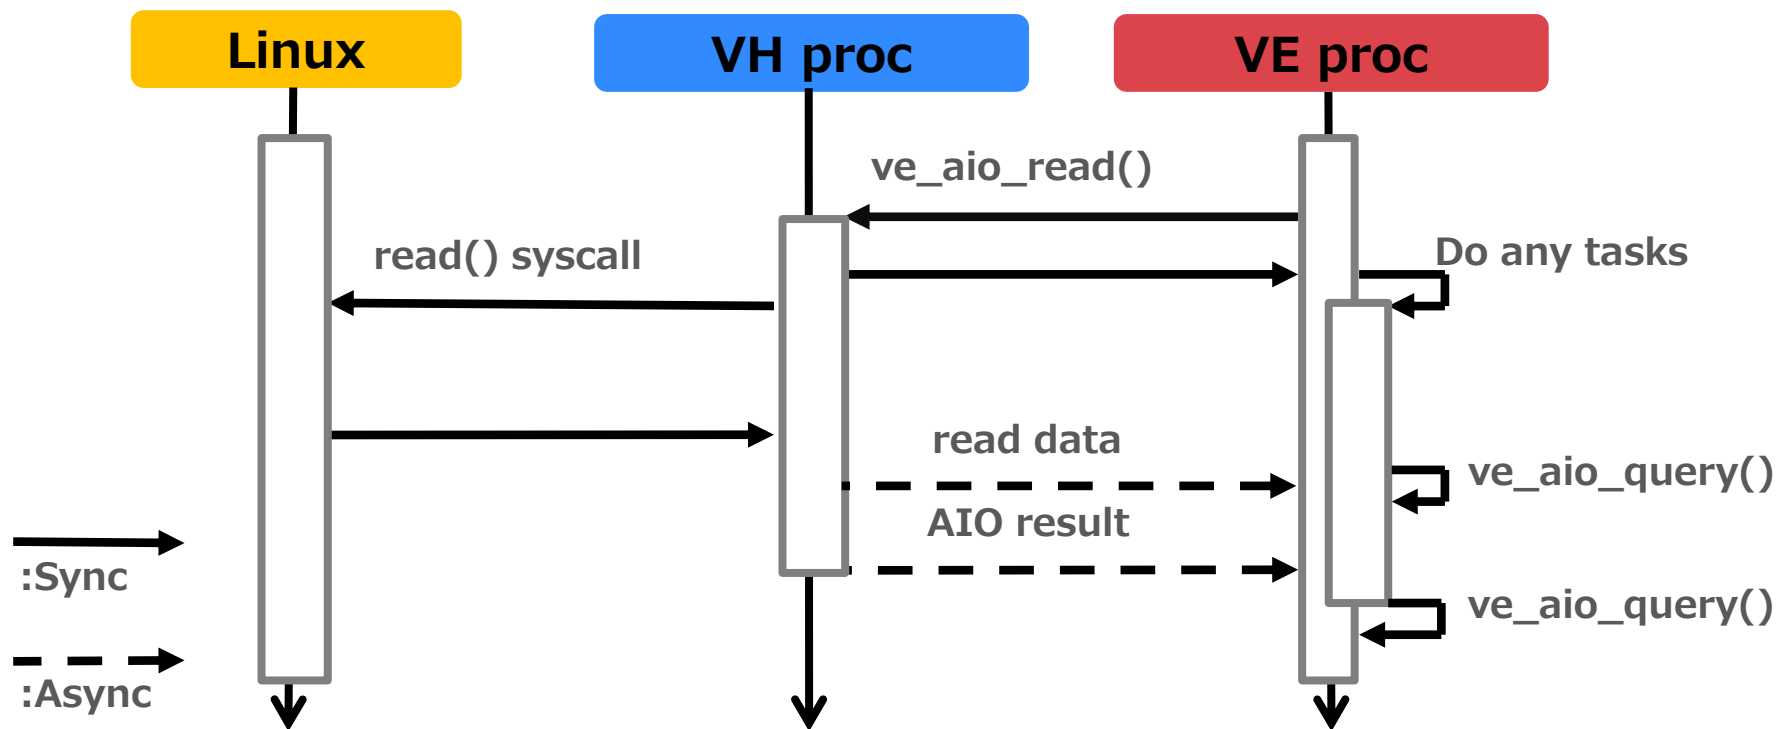 Linux
VH proc
VE proc
ve_aio_read()
Do any tasks
read() syscall
read data
ve_aio_query()
AIO result
:Sync
ve_aio_query()
:Async